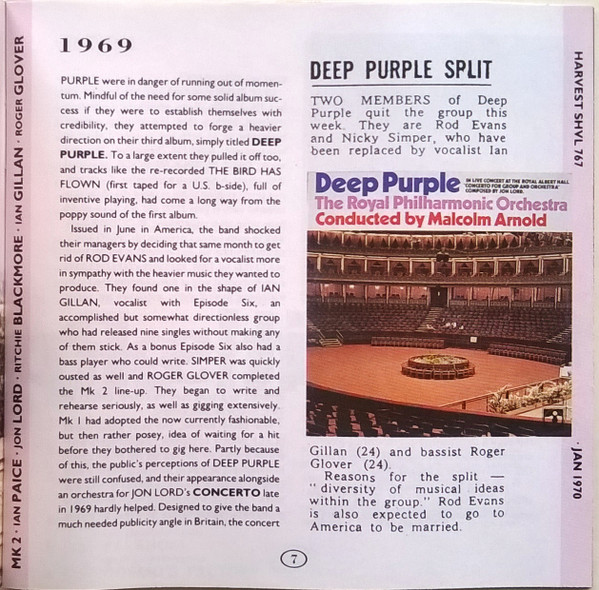 MK 2 · IAN PAICE · JON LORD · RITCHIE BLACKMORE · IAN GILLAN · ROGER GLOVER
1969
PURPLE were in danger of running out of momen-
tum. Mindful of the need for some solid album suc-
cess if they were to establish themselves with
credibility, they attempted to forge a heavier
direction on their third album, simply titled DEEP
PURPLE. To a large extent they pulled it off too,
and tracks like the re-recorded THE BIRD HAS
FLOWN (first taped for a U.S. b-side), full of
inventive playing, had come a long way from the
poppy sound of the first album.
Issued in June in America, the band shocked
their managers by deciding that same month to get
rid of ROD EVANS and looked for a vocalist more
in sympathy with the heavier music they wanted to
produce. They found one in the shape of IAN
GILLAN, vocalist with Episode Six, an
accomplished but somewhat directionless group
who had released nine singles without making any
of them stick. As a bonus Episode Six also had a
bass player who could write. SIMPER was quickly
ousted as well and ROGER GLOVER completed
the Mk 2 line-up. They began to write and
rehearse seriously, as well as gigging extensively.
Mk I had adopted the now currently fashionable,
but then rather posey, idea of waiting for a hit
before they bothered to gig here. Partly because
of this, the public's perceptions of DEEP PURPLE
were still confused, and their appearance alongside
an orchestra for JON LORD's CONCERTO late
in 1969 hardly helped. Designed to give the band a
much needed publicity angle in Britain, the concert
DEEP PURPLE SPLIT
TWO MEMBERS of Deep
Purple quit the group this
week. They are Rod Evans
and Nicky Simper, who have
been replaced by vocalist Ian
Deep Purple
IN LIVE CONCERT AT THE ROYAL ALBERT HALL
'CONCERTO FOR GROUP AND ORCHESTRA'
COMPOSED BY JON LORD.
The Royal Philharmonic Orchestra
Conducted by Malcolm Arnold
Gillan (24) and bassist Roger
Glover (24).
Reasons for the split —
"diversity of musical ideas
within the group." Rod Evans
is also expected to go to
America to be married.
HARVEST SHVL 767
· JAN 1970
7